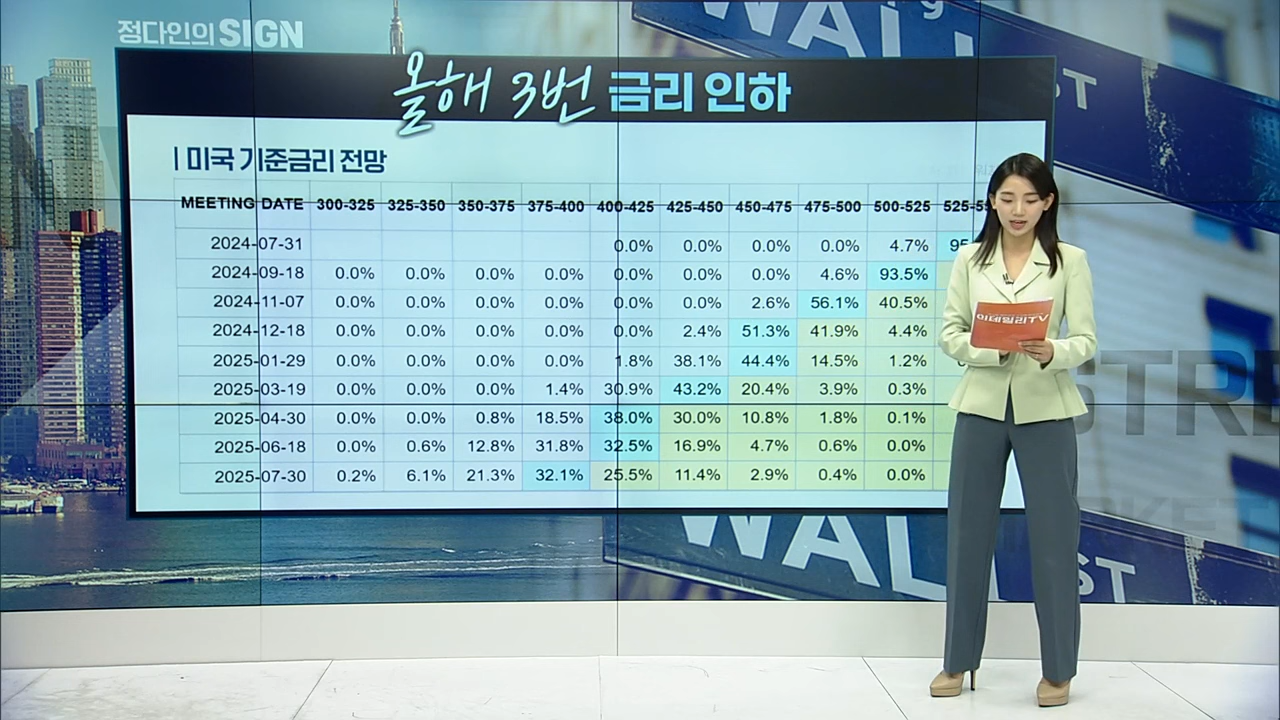 정다인의 SIGN
올해 3번 금리 인하
미국 기준금리 전망
MEETING DATE 300-325 325-350 350-375 375-400 400-425 425-450 450-475 475-500 500-525
2024-07-31 0.0% 0.0% 0.0% 0.0% 4.7%
2024-09-18 0.0% 0.0% 0.0% 0.0% 0.0% 0.0% 0.0% 4.6% 93.5%
2024-11-07 0.0% 0.0% 0.0% 0.0% 0.0% 0.0% 2.6% 56.1% 40.5%
2024-12-18 0.0% 0.0% 0.0% 0.0% 0.0% 2.4% 51.3% 41.9% 4.4%
2025-01-29 0.0% 0.0% 0.0% 0.0% 1.8% 38.1% 44.4% 14.5% 1.2%
2025-03-19 0.0% 0.0% 0.0% 1.4% 30.9% 43.2% 20.4% 3.9% 0.3%
2025-04-30 0.0% 0.0% 0.8% 18.5% 38.0% 30.0% 10.8% 1.8% 0.1%
2025-06-18 0.0% 0.6% 12.8% 31.8% 32.5% 16.9% 4.7% 0.6% 0.0%
2025-07-30 0.2% 6.1% 21.3% 32.1% 25.5% 11.4% 2.9% 0.4% 0.0%
이데일리TV
WALL ST
WALL ST